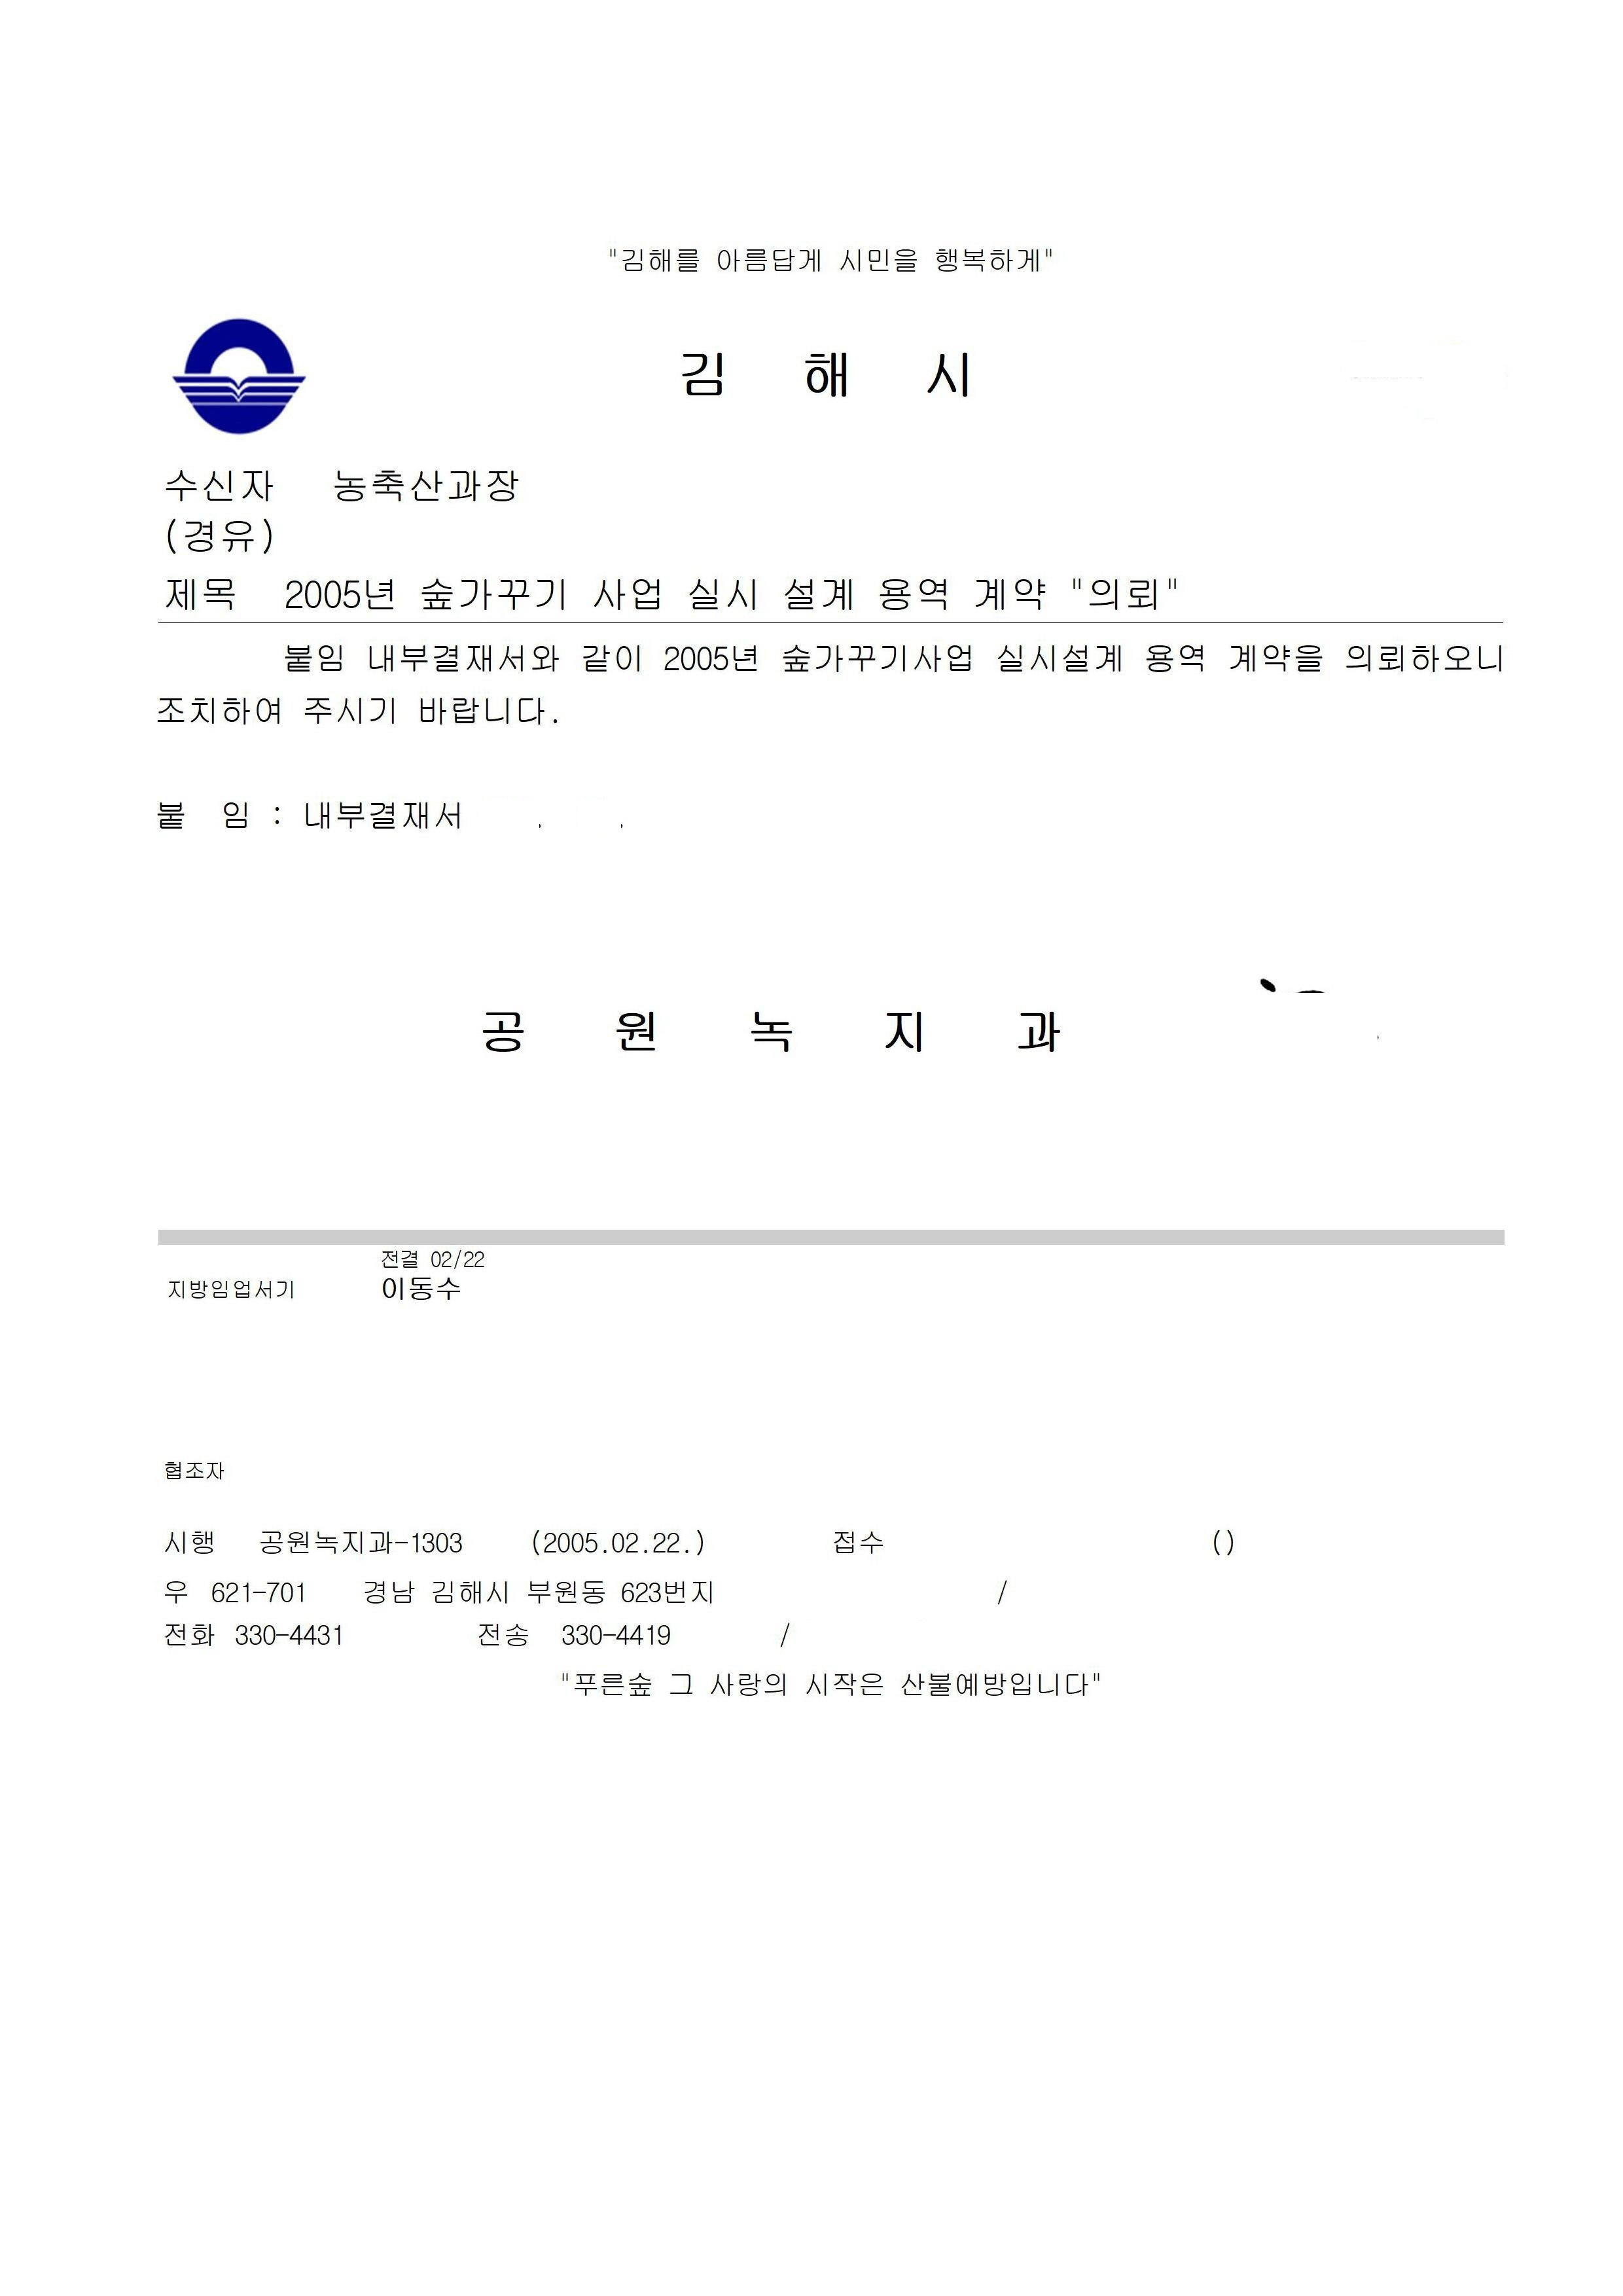 "김해를 아름답게 시민을 행복하게"
김 해 시
수신자 농축산과장
(경유)
제목 2005년 숲가꾸기 사업 실시 설계 용역 계약 "의뢰"
붙임 내부결재서와 같이 2005년 숲가꾸기사업 실시설계 용역 계약을 의뢰하오니
조치하여 주시기 바랍니다.
붙 임 : 내부결재서
공 원 녹 지 과
전결 02/22
지방임업서기 이동수
협조자
시행 공원녹지과-1303 (2005.02.22.) 접수 ()
우 621-701 경남 김해시 부원동 623번지 /
전화 330-4431 전송 330-4419 /
"푸른숲 그 사랑의 시작은 산불예방입니다"